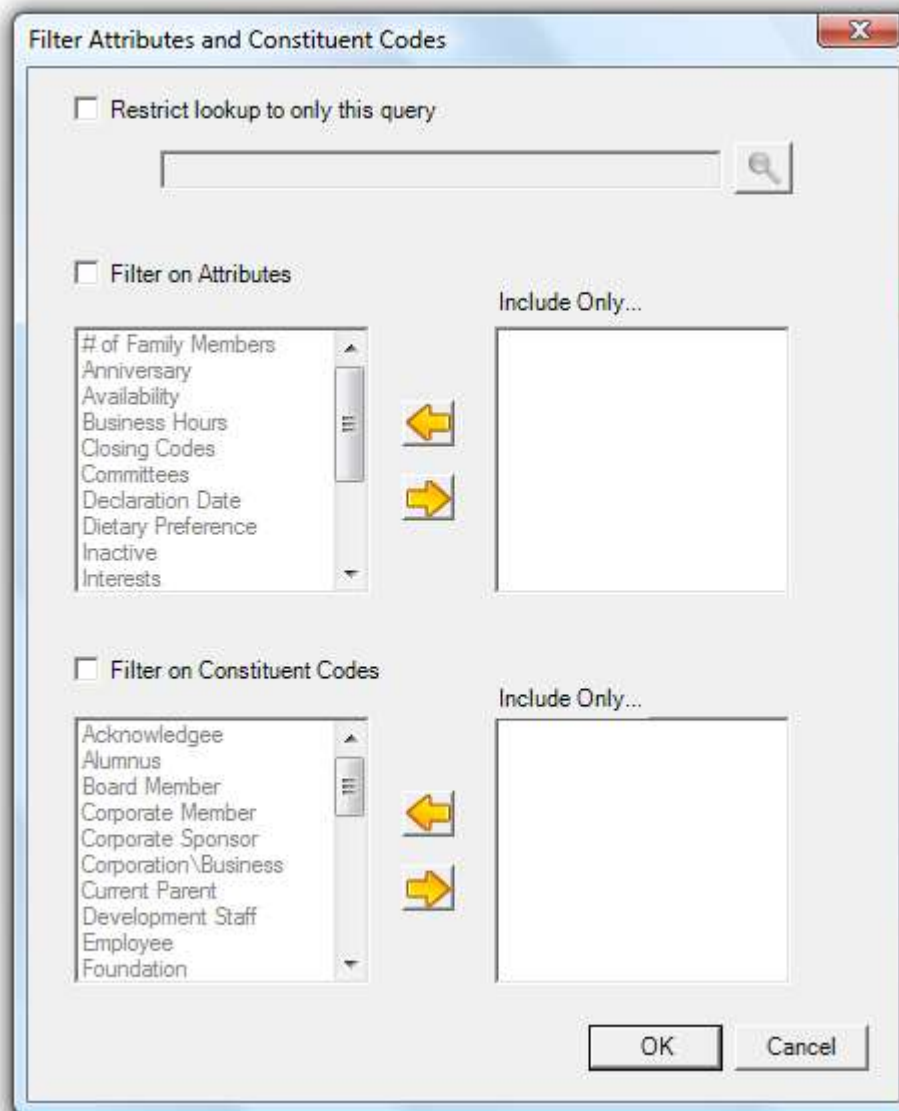 Filter Attributes and Constituent Codes
Restrict lookup to only this query
Filter on Attributes
Include Only...
# of Family Members
Anniversary
Availability
Business Hours
Closing Codes
Committees
Declaration Date
Dietary Preference
Inactive
Interests
Filter on Constituent Codes
Include Only...
Acknowledgee
Alumnus
Board Member
Corporate Member
Corporate Sponsor
Corporation\Business
Current Parent
Development Staff
Employee
Foundation
OK Cancel